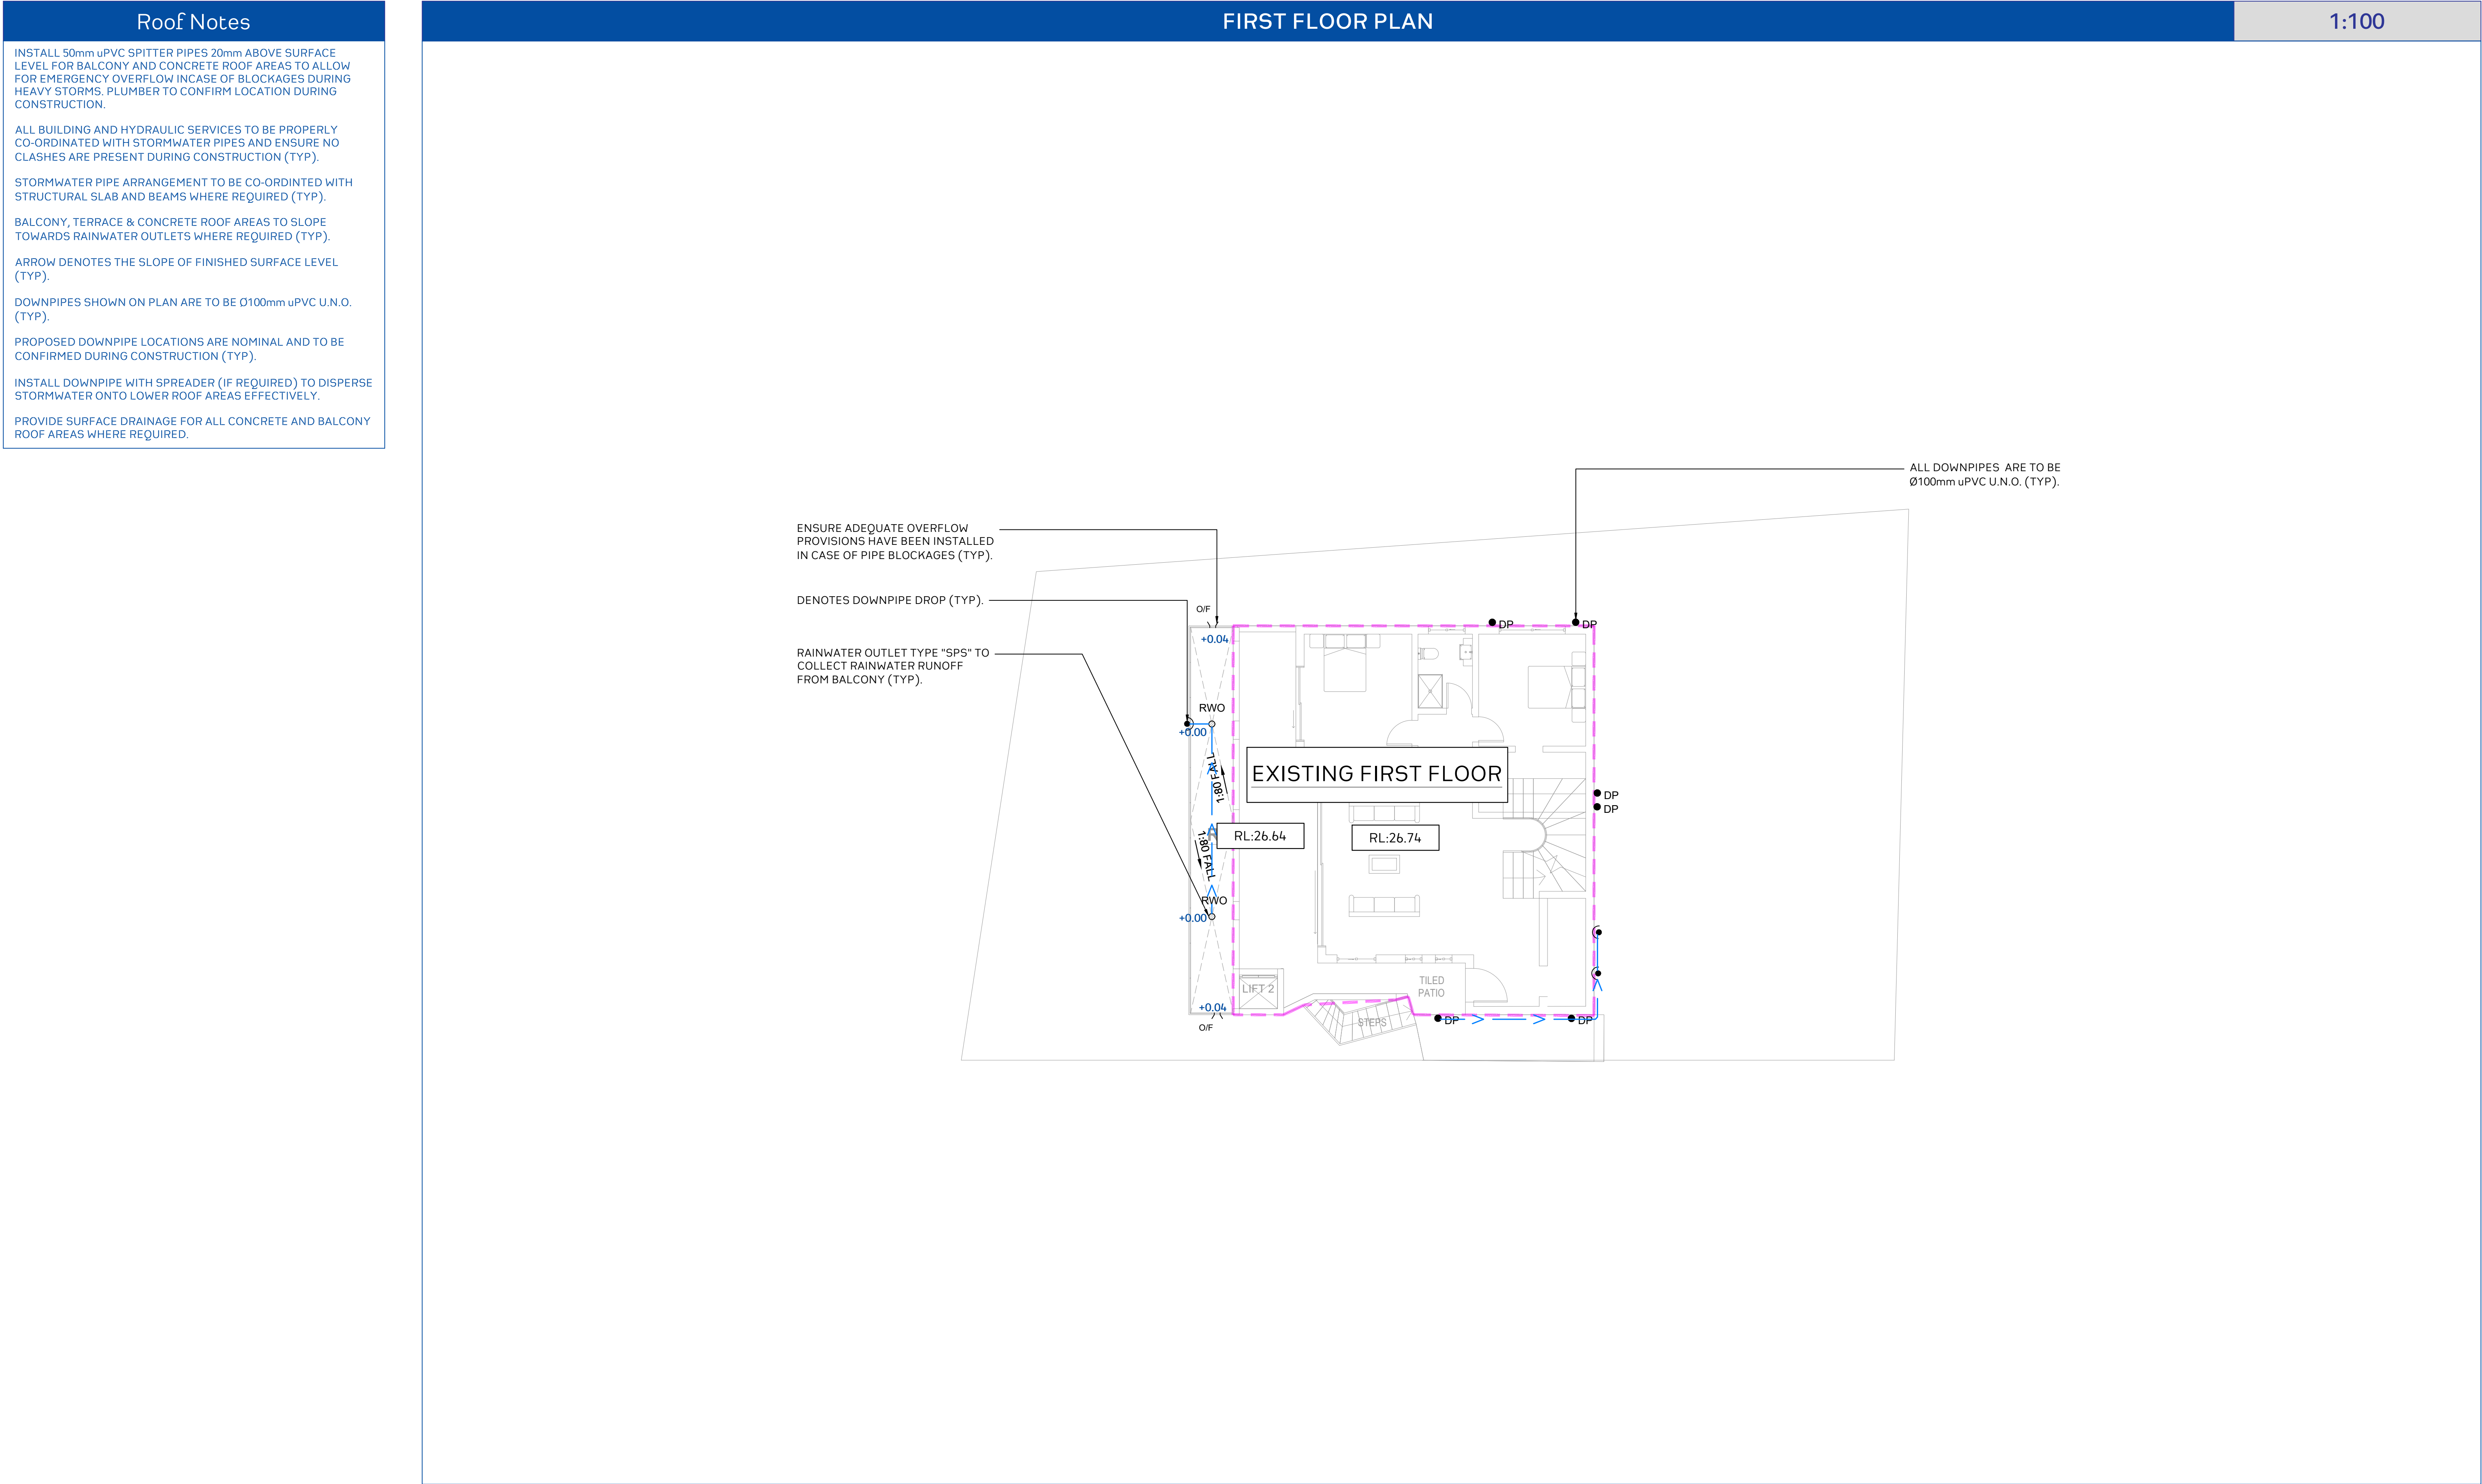 Roof Notes
INSTALL 50mm uPVC SPITTER PIPES 20mm ABOVE SURFACE
LEVEL FOR BALCONY AND CONCRETE ROOF AREAS TO ALLOW
FOR EMERGENCY OVERFLOW INCASE OF BLOCKAGES DURING
HEAVY STORMS. PLUMBER TO CONFIRM LOCATION DURING
CONSTRUCTION.
ALL BUILDING AND HYDRAULIC SERVICES TO BE PROPERLY
CO-ORDINATED WITH STORMWATER PIPES AND ENSURE NO
CLASHES ARE PRESENT DURING CONSTRUCTION (TYP).
STORMWATER PIPE ARRANGEMENT TO BE CO-ORDINTED WITH
STRUCTURAL SLAB AND BEAMS WHERE REQUIRED (TYP).
BALCONY, TERRACE & CONCRETE ROOF AREAS TO SLOPE
TOWARDS RAINWATER OUTLETS WHERE REQUIRED (TYP).
ARROW DENOTES THE SLOPE OF FINISHED SURFACE LEVEL
(TYP).
DOWNPIPES SHOWN ON PLAN ARE TO BE Ø100mm uPVC U.N.O.
(TYP).
PROPOSED DOWNPIPE LOCATIONS ARE NOMINAL AND TO BE
CONFIRMED DURING CONSTRUCTION (TYP).
INSTALL DOWNPIPE WITH SPREADER (IF REQUIRED) TO DISPERSE
STORMWATER ONTO LOWER ROOF AREAS EFFECTIVELY.
PROVIDE SURFACE DRAINAGE FOR ALL CONCRETE AND BALCONY
ROOF AREAS WHERE REQUIRED.
FIRST FLOOR PLAN
1:100
ALL DOWNPIPES ARE TO BE
Ø100mm uPVC U.N.O. (TYP).
ENSURE ADEQUATE OVERFLOW
PROVISIONS HAVE BEEN INSTALLED
IN CASE OF PIPE BLOCKAGES (TYP).
DENOTES DOWNPIPE DROP (TYP).
RAINWATER OUTLET TYPE "SPS" TO
COLLECT RAINWATER RUNOFF
FROM BALCONY (TYP).
O/F
+0.04
DP
DP
RWO
+0.00
1:80 FALL
EXISTING FIRST FLOOR
DP
DP
RL:26.64
RL:26.74
1:80 FALL
RWO
+0.00
LIFT 2
TILED
PATIO
+0.04
O/F
STEPS
DP
DP